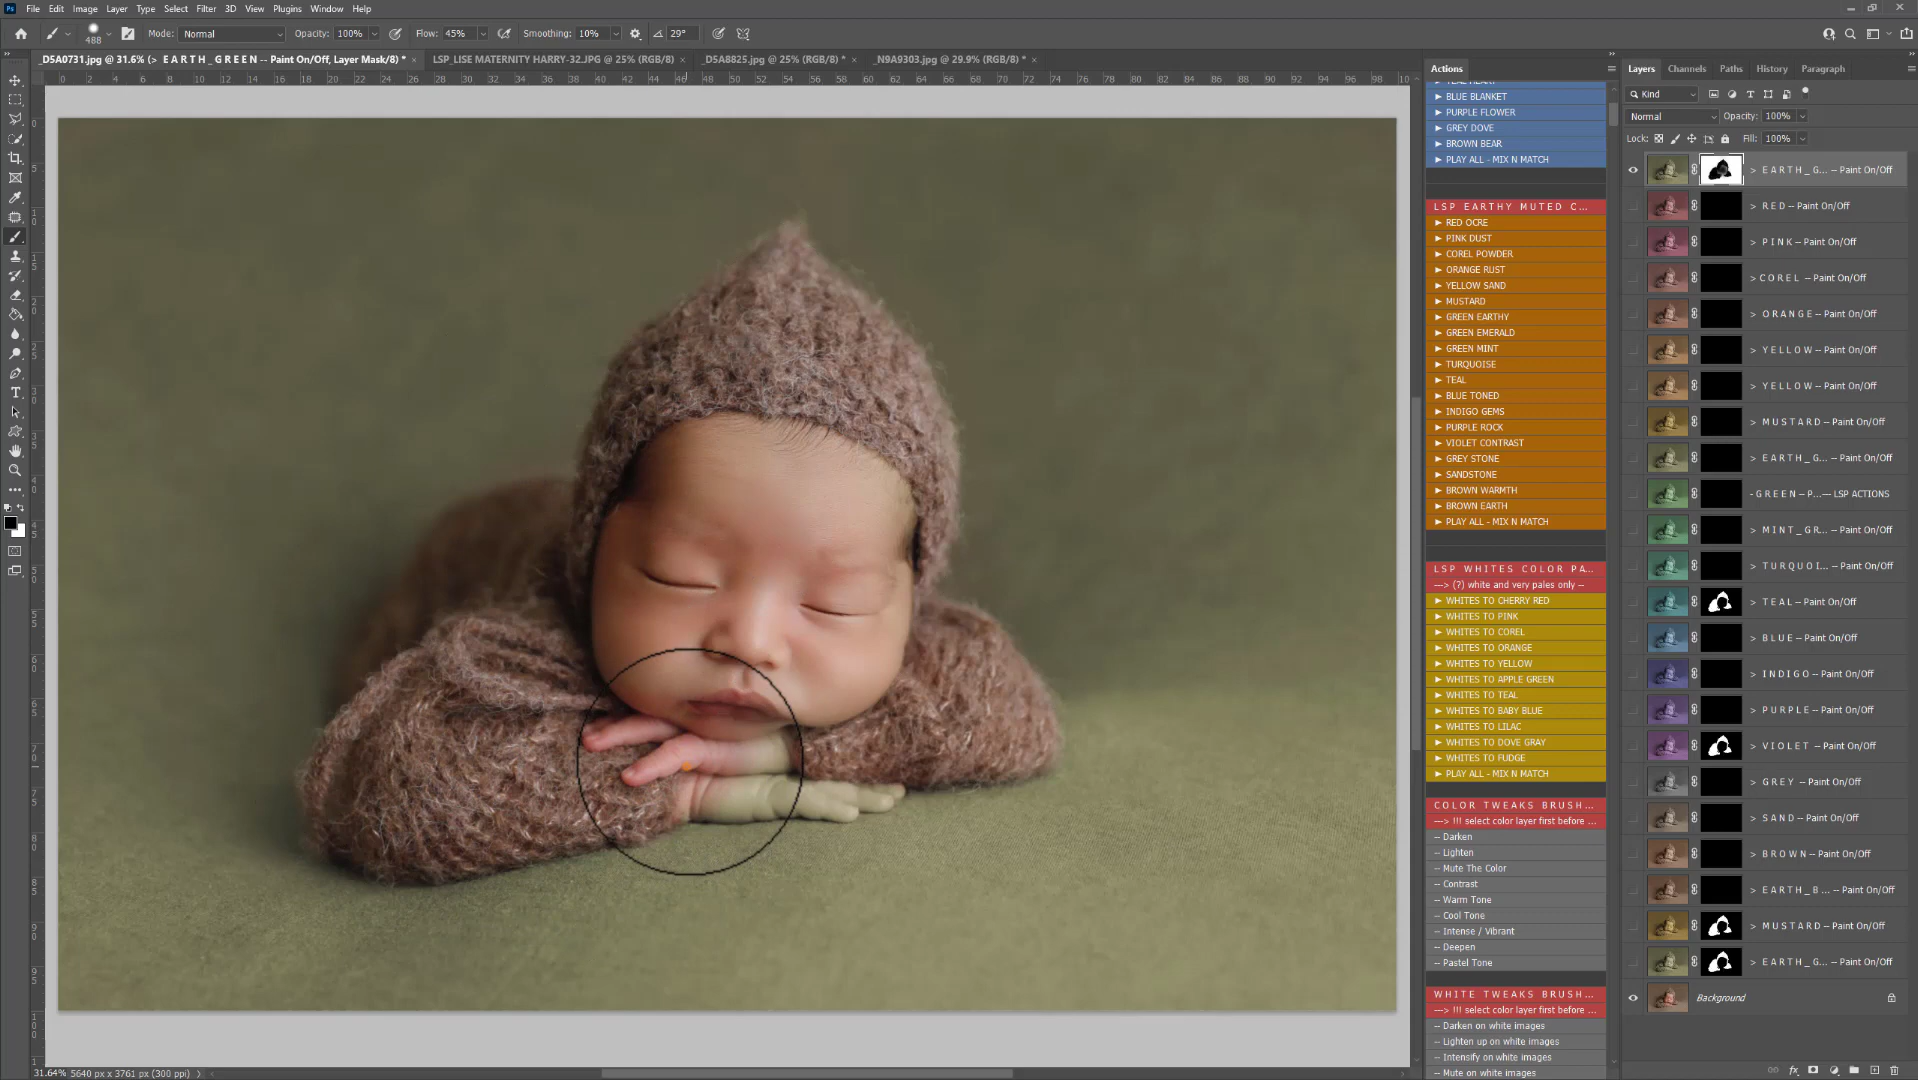 Ps File Edit Image Layer Type Select Filter 3D View Plugins Window Help
488 Mode: Normal Opacity: 100% Flow: 45% Smoothing: 10% 29°
_D5A0731.jpg @ 31.6% (> E A R T H _ G R E E N -- Paint On/Off, Layer Mask/8) * ×
LSP_LISE MATERNITY HARRY-32.JPG @ 25% (RGB/8) ×
_D5A8825.jpg @ 25% (RGB/8) * ×
_N9A9303.jpg @ 29.9% (RGB/8) * ×
Actions
BLUE BLANKET
PURPLE FLOWER
GREY DOVE
BROWN BEAR
PLAY ALL - MIX N MATCH
LSP EARTHY MUTED C...
RED OCRE
PINK DUST
COREL POWDER
ORANGE RUST
YELLOW SAND
MUSTARD
GREEN EARTHY
GREEN EMERALD
GREEN MINT
TURQUOISE
TEAL
BLUE TONED
INDIGO GEMS
PURPLE ROCK
VIOLET CONTRAST
GREY STONE
SANDSTONE
BROWN WARMTH
BROWN EARTH
PLAY ALL - MIX N MATCH
LSP WHITES COLOR PA...
---> (?) white and very pales only --
WHITES TO CHERRY RED
WHITES TO PINK
WHITES TO COREL
WHITES TO ORANGE
WHITES TO YELLOW
WHITES TO APPLE GREEN
WHITES TO TEAL
WHITES TO BABY BLUE
WHITES TO LILAC
WHITES TO DOVE GRAY
WHITES TO FUDGE
PLAY ALL - MIX N MATCH
COLOR TWEAKS BRUSH...
---> !!! select color layer first before ...
-- Darken
-- Lighten
-- Mute The Color
-- Contrast
-- Warm Tone
-- Cool Tone
-- Intense / Vibrant
-- Deepen
-- Pastel Tone
WHITE TWEAKS BRUSH...
---> !!! select color layer first before ...
-- Darken on white images
-- Lighten up on white images
-- Intensify on white images
-- Mute on white images
Layers Channels Paths History Paragraph
Kind
Normal Opacity: 100%
Lock: Fill: 100%
> E A R T H _ G... -- Paint On/Off
> R E D -- Paint On/Off
> P I N K -- Paint On/Off
> C O R E L -- Paint On/Off
> O R A N G E -- Paint On/Off
> Y E L L O W -- Paint On/Off
> Y E L L O W -- Paint On/Off
> M U S T A R D -- Paint On/Off
> E A R T H _ G... -- Paint On/Off
- G R E E N -- P...--- LSP ACTIONS
> M I N T _ G R... -- Paint On/Off
> T U R Q U O I... -- Paint On/Off
> T E A L -- Paint On/Off
> B L U E -- Paint On/Off
> I N D I G O -- Paint On/Off
> P U R P L E -- Paint On/Off
> V I O L E T -- Paint On/Off
> G R E Y -- Paint On/Off
> S A N D -- Paint On/Off
> B R O W N -- Paint On/Off
> E A R T H _ B ... -- Paint On/Off
> M U S T A R D -- Paint On/Off
> E A R T H _ G... -- Paint On/Off
Background
31.64% 5640 px x 3761 px (300 ppi)